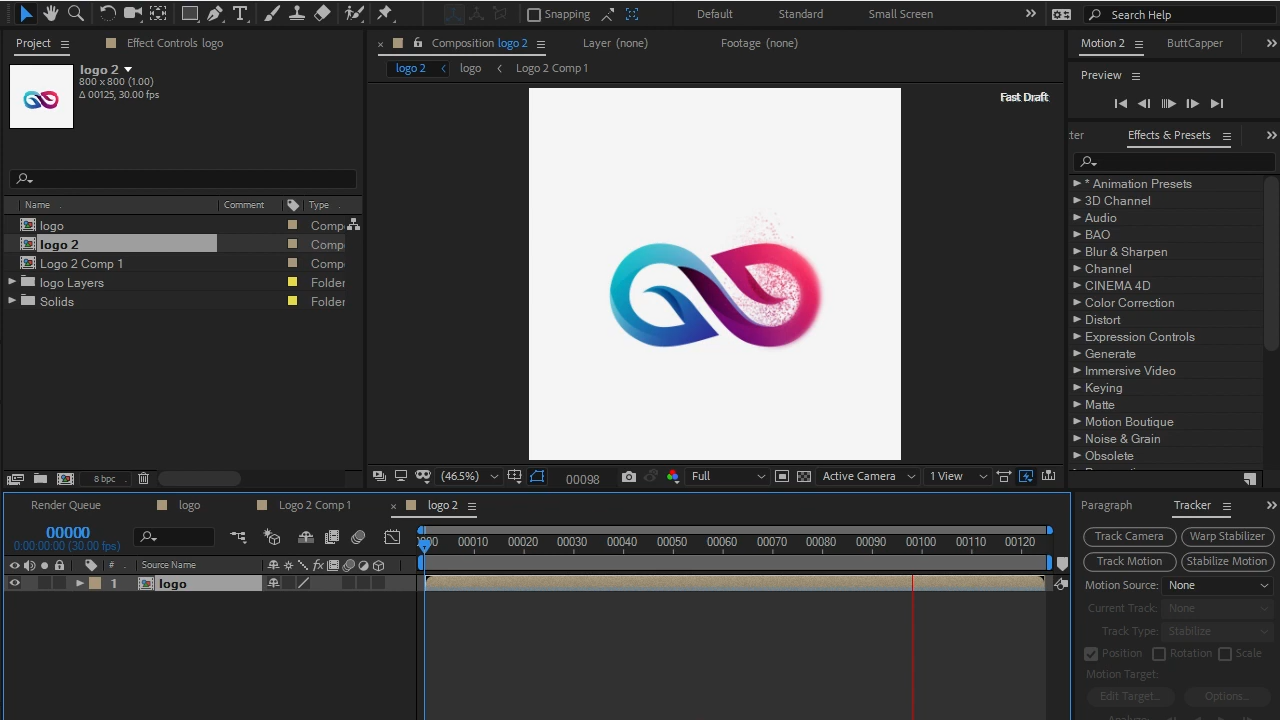 Snapping
Default
Standard
Small Screen
Search Help
Project
Effect Controls logo
Composition logo 2
Layer (none)
Footage (none)
Motion 2
ButtCapper
logo 2
800 x 800 (1.00)
Δ 00125, 30.00 fps
logo 2
logo
Logo 2 Comp 1
Preview
Fast Draft
Effects & Presets
Name
Comment
Type
logo
Comp
logo 2
Comp
Logo 2 Comp 1
Comp
logo Layers
Folder
Solids
Folder
* Animation Presets
3D Channel
Audio
BAO
Blur & Sharpen
Channel
CINEMA 4D
Color Correction
Distort
Expression Controls
Generate
Immersive Video
Keying
Matte
Motion Boutique
Noise & Grain
Obsolete
8 bpc
(46.5%)
00098
Full
Active Camera
1 View
Render Queue
logo
Logo 2 Comp 1
logo 2
Paragraph
Tracker
00000
0:00:00:00 (30.00 fps)
00010
00020
00030
00040
00050
00060
00070
00080
00090
00100
00110
00120
# Source Name
1 logo
Track Camera
Warp Stabilizer
Track Motion
Stabilize Motion
Motion Source: None
Current Track: None
Track Type: Stabilize
Position
Rotation
Scale
Motion Target:
Edit Target...
Options...